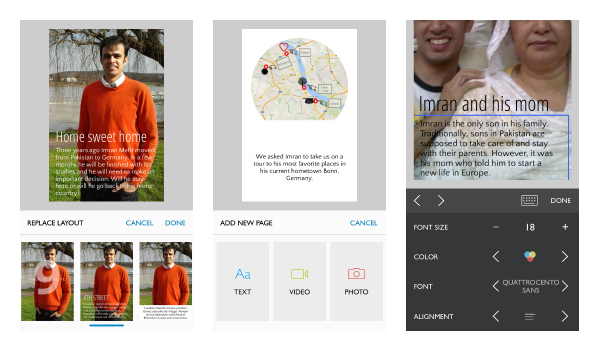 Home sweet home
Three years ago Imran Mehl moved
from Pakistan to Germany. In a few
months he will be finished with his
studies and he will need to make an
important decision: Will he stay
here or will he go back to his home
country?
REPLACE LAYOUT
CANCEL
DONE
9
4TH STREET
We asked Imran to take us on a
tour to his most favorite places in
his current hometown Bonn,
Germany.
ADD NEW PAGE
CANCEL
Aa
TEXT
VIDEO
PHOTO
Imran and his mom
Imran is the only son in his family.
Traditionally, sons in Pakistan are
supposed to take care of and stay
with their parents. However, it was
his mom who told him to start a
new life in Europe.
DONE
FONT SIZE
− 18 +
COLOR
FONT
QUATTROCENTO
SANS
ALIGNMENT